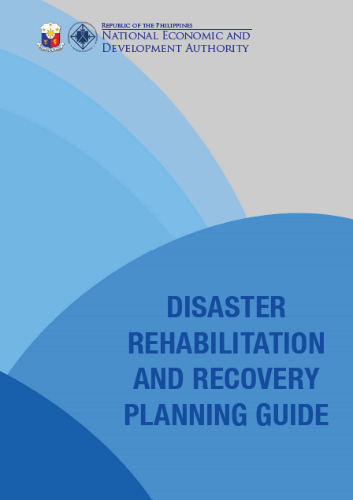 Republic of the Philippines
National Economic and
Development Authority
DISASTER
REHABILITATION
AND RECOVERY
PLANNING GUIDE